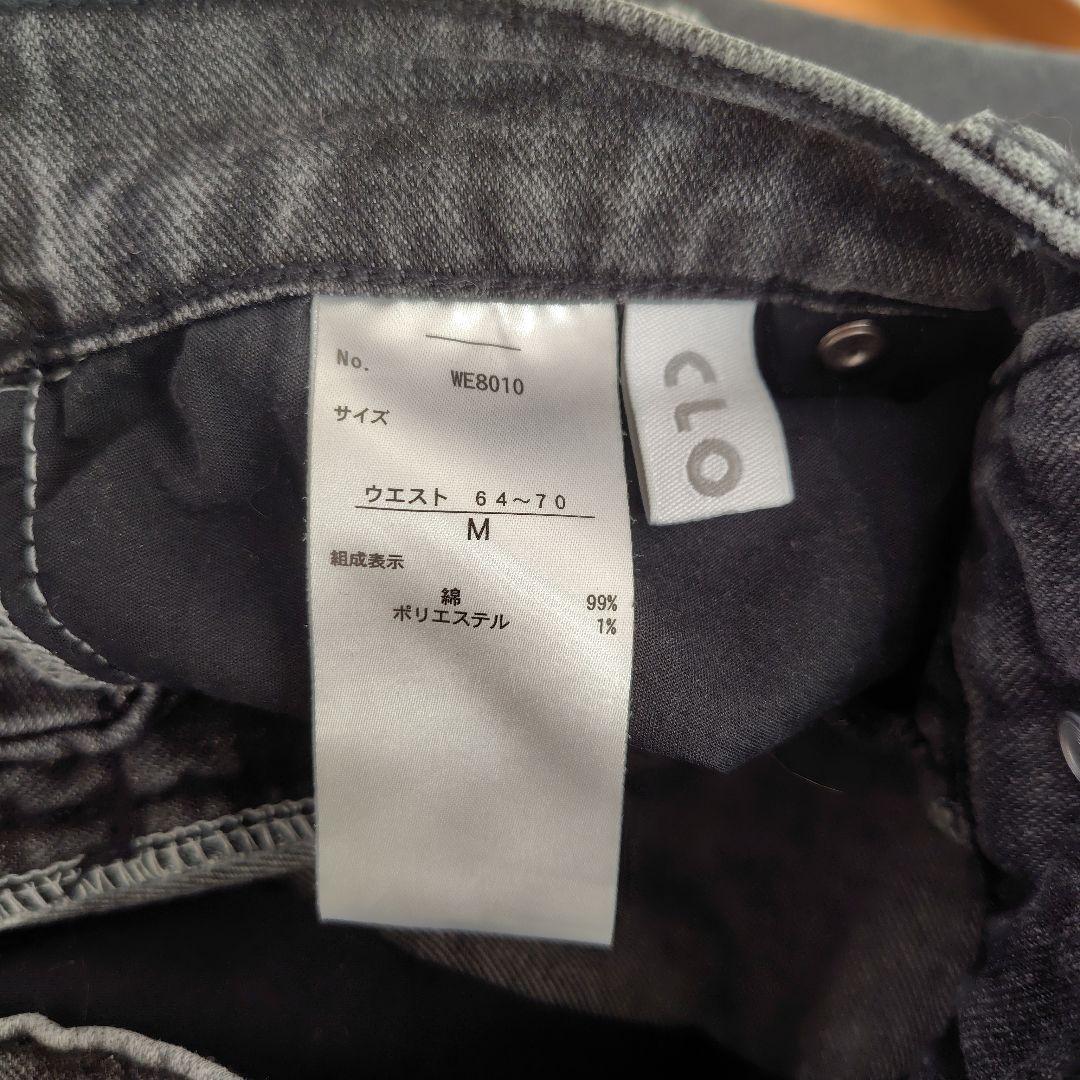 No.
WE8010
サイズ
ウエスト 64～70
M
組成表示
綿 99%
ポリエステル 1%
CLO